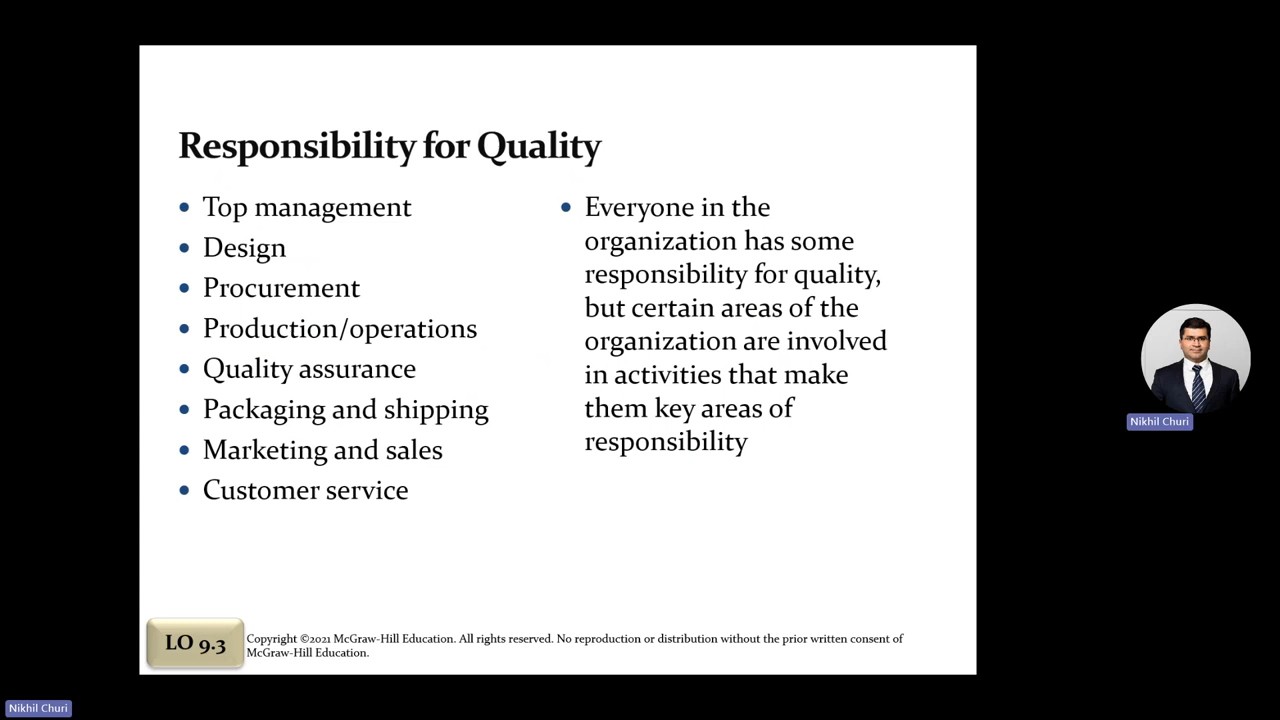 Responsibility for Quality
• Top management
• Design
• Procurement
• Production/operations
• Quality assurance
• Packaging and shipping
• Marketing and sales
• Customer service
• Everyone in the
organization has some
responsibility for quality,
but certain areas of the
organization are involved
in activities that make
them key areas of
responsibility
LO 9.3
Copyright ©2021 McGraw-Hill Education. All rights reserved. No reproduction or distribution without the prior written consent of
McGraw-Hill Education.
Nikhil Churi
Nikhil Churi